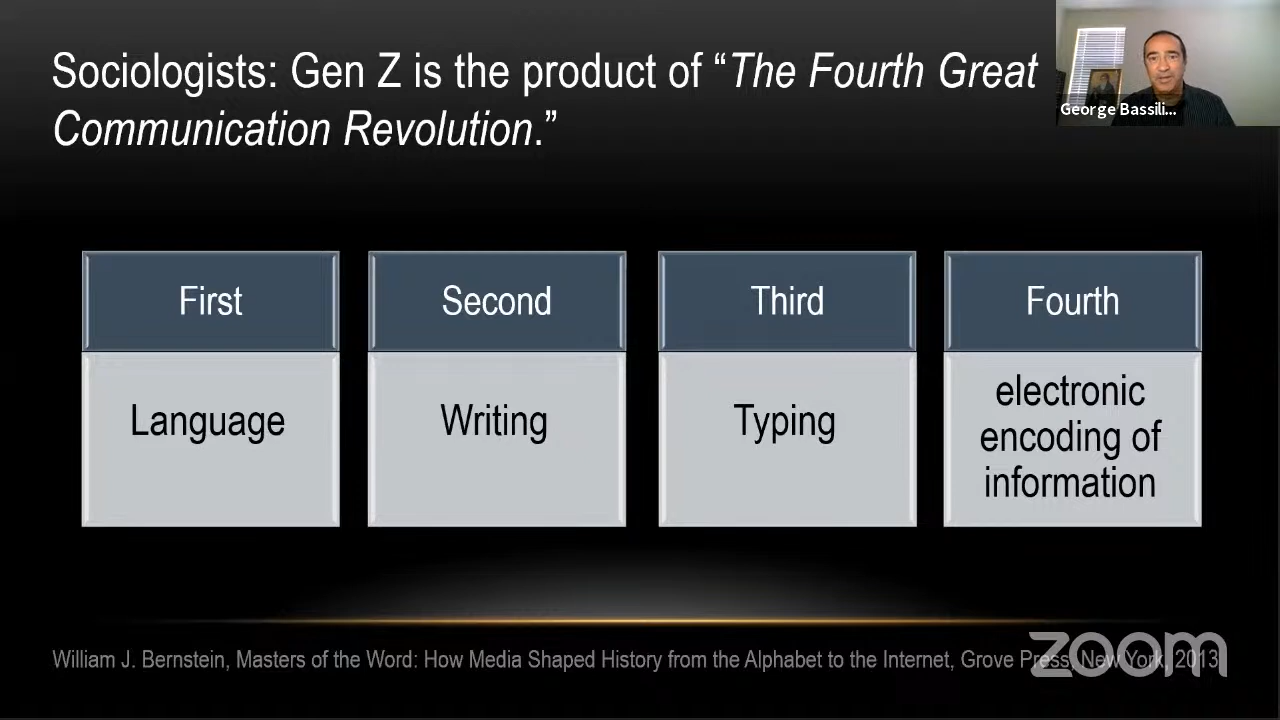 Sociologists: Gen Z is the product of “The Fourth Great
Communication Revolution.”
George Bassili...
First
Second
Third
Fourth
Language
Writing
Typing
electronic
encoding of
information
William J. Bernstein, Masters of the Word: How Media Shaped History from the Alphabet to the Internet, Grove Press, New York, 2013
zoom